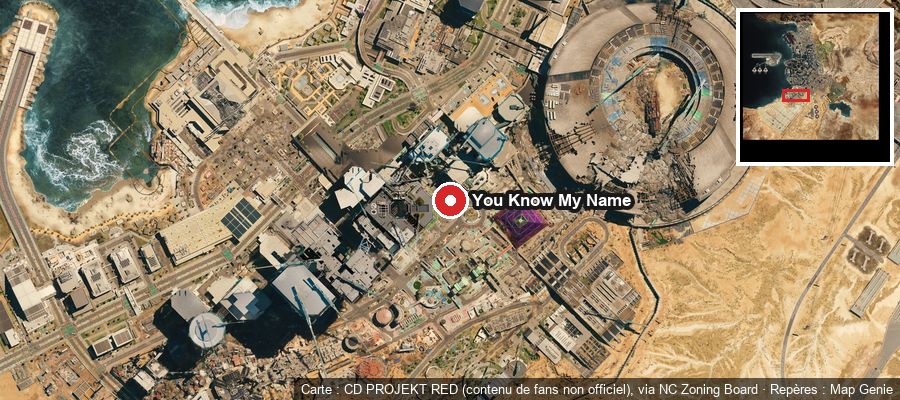 You Know My Name
Carte : CD PROJEKT RED (contenu de fans non officiel), via NC Zoning Board · Repères : Map Genie